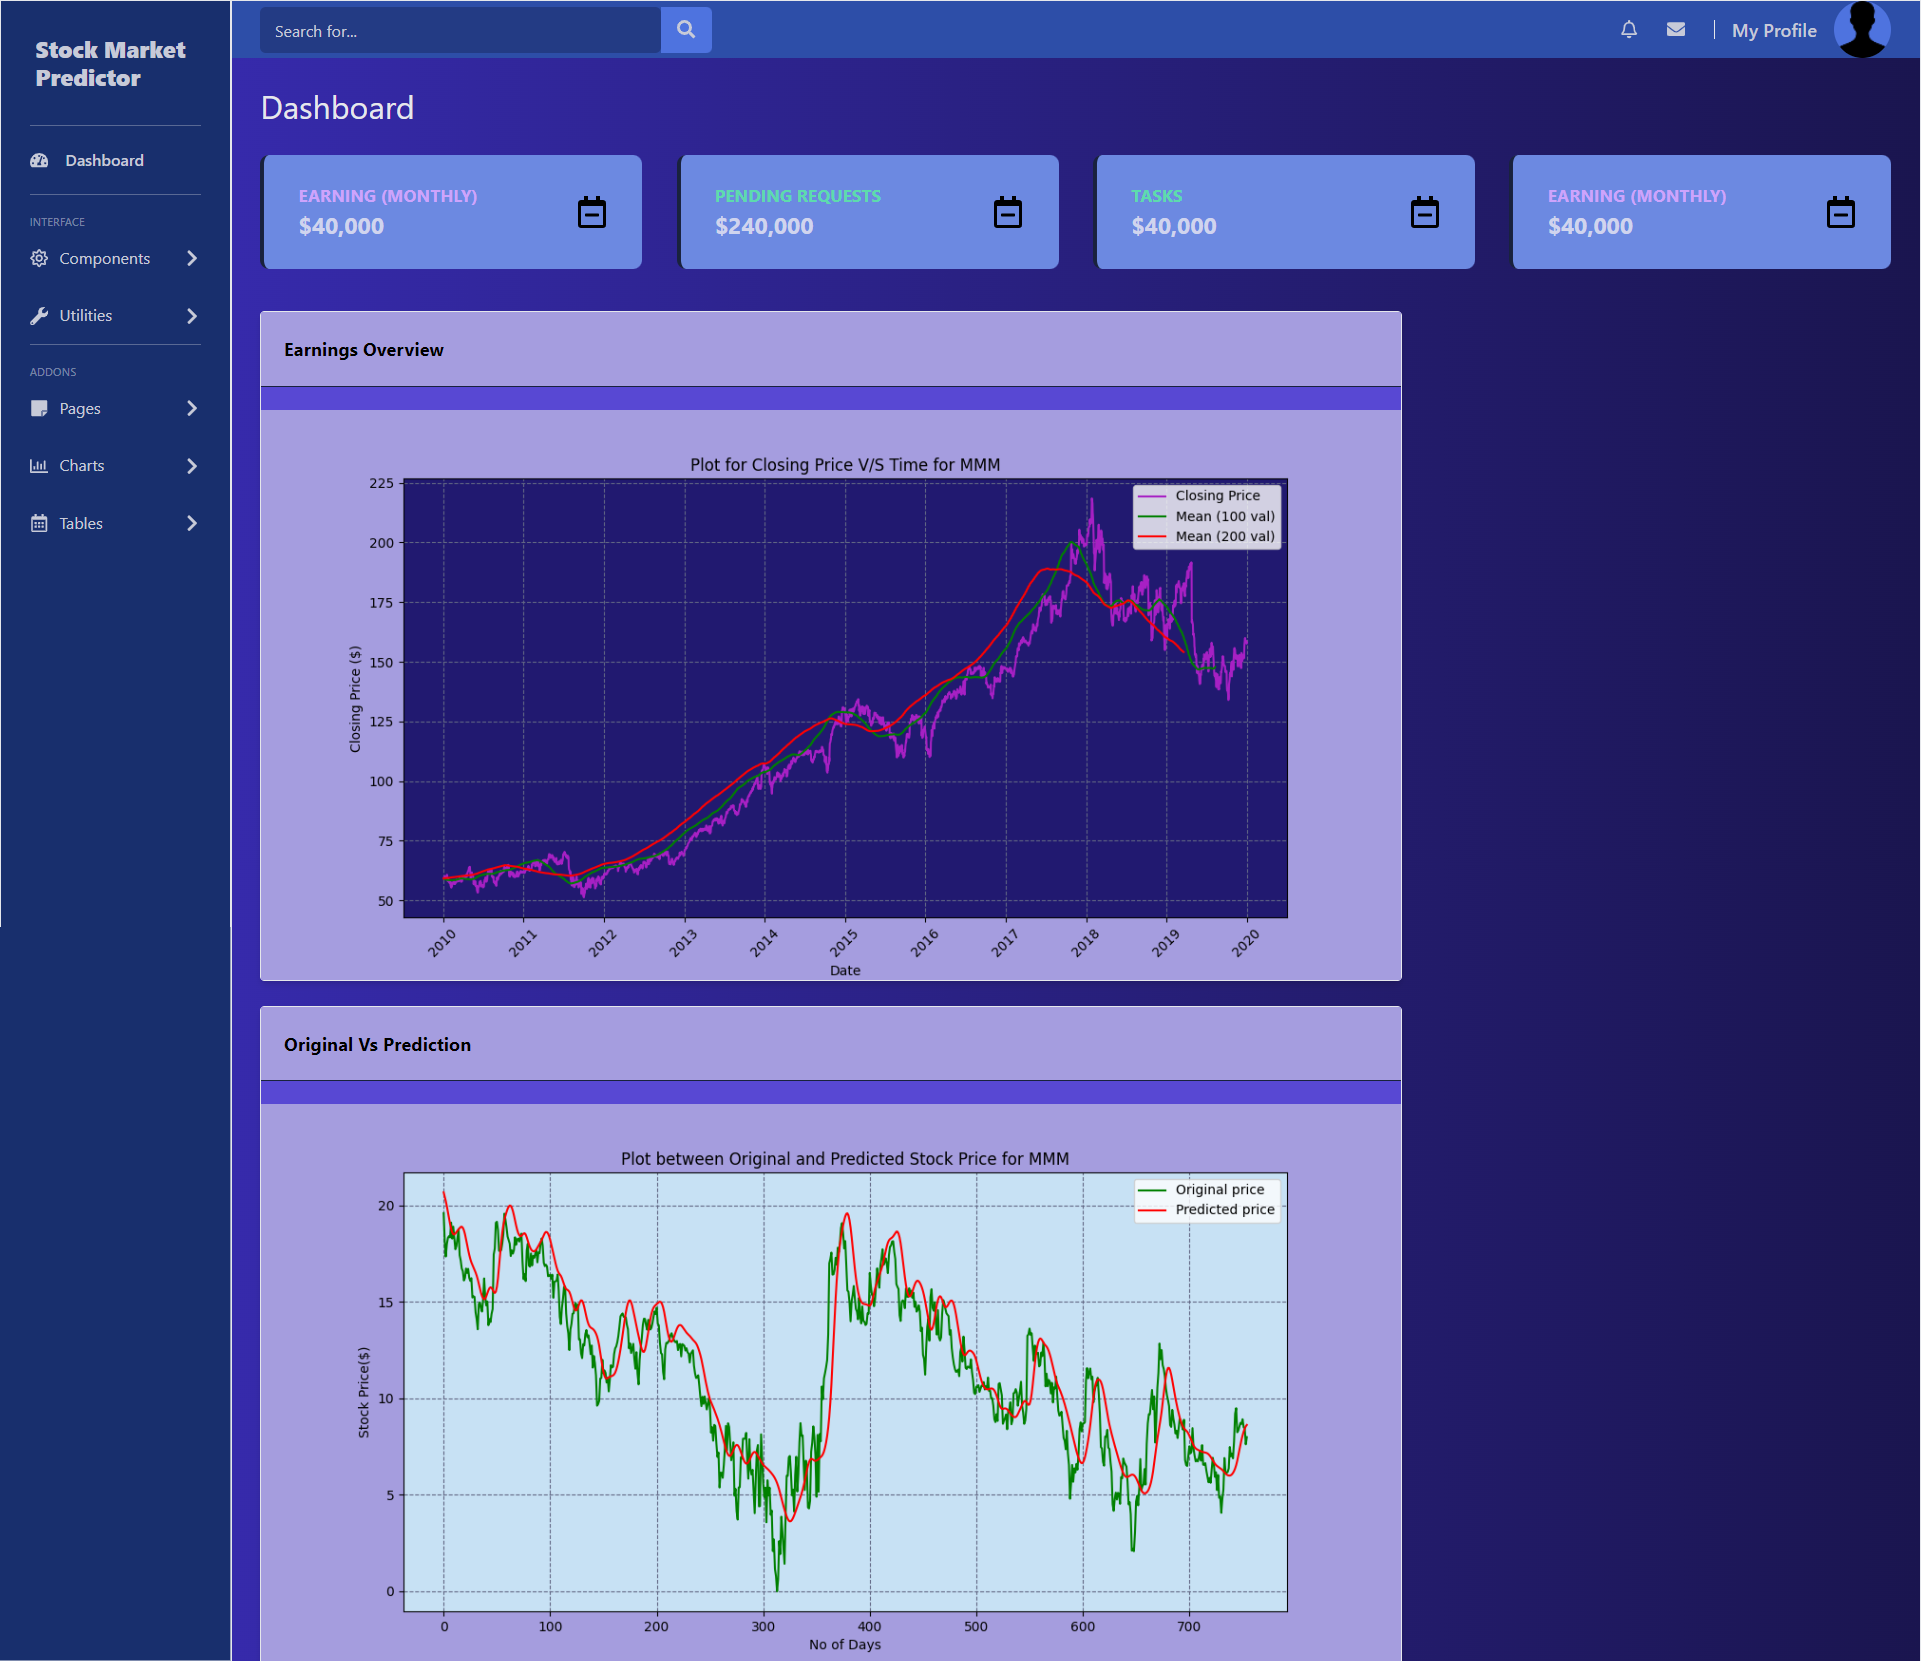 Stock Market
Predictor
Dashboard
INTERFACE
Components
Utilities
ADDONS
Pages
Charts
Tables
Search for...
My Profile
Dashboard
EARNING (MONTHLY)
$40,000
PENDING REQUESTS
$240,000
TASKS
$40,000
EARNING (MONTHLY)
$40,000
Earnings Overview
Plot for Closing Price V/S Time for MMM
Closing Price
Mean (100 val)
Mean (200 val)
Closing Price ($)
225
200
175
150
125
100
75
50
2010 2011 2012 2013 2014 2015 2016 2017 2018 2019 2020
Date
Original Vs Prediction
Plot between Original and Predicted Stock Price for MMM
Original price
Predicted price
Stock Price($)
20
15
10
5
0
0 100 200 300 400 500 600 700
No of Days